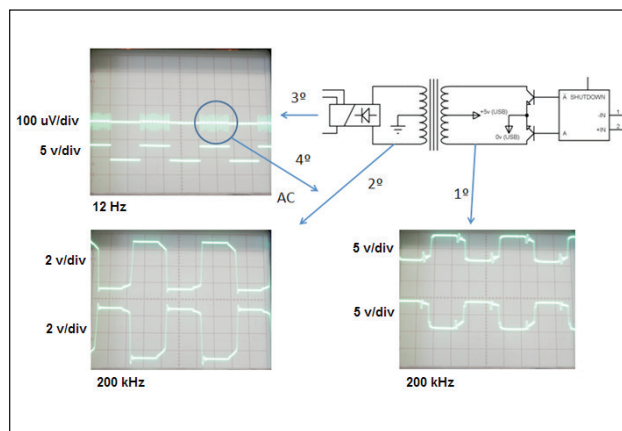 3º
100 uV/div
5 v/div
4º
AC
2º
1º
12 Hz
+5v (USB)
0v (USB)
Ā SHUTDOWN
-IN 1
A +IN 2
2 v/div
2 v/div
200 kHz
5 v/div
5 v/div
200 kHz